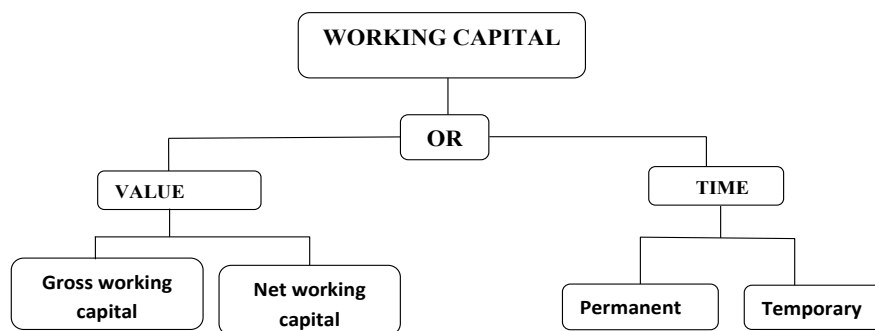 WORKING CAPITAL
OR
VALUE
TIME
Gross working
capital
Net working
capital
Permanent
Temporary